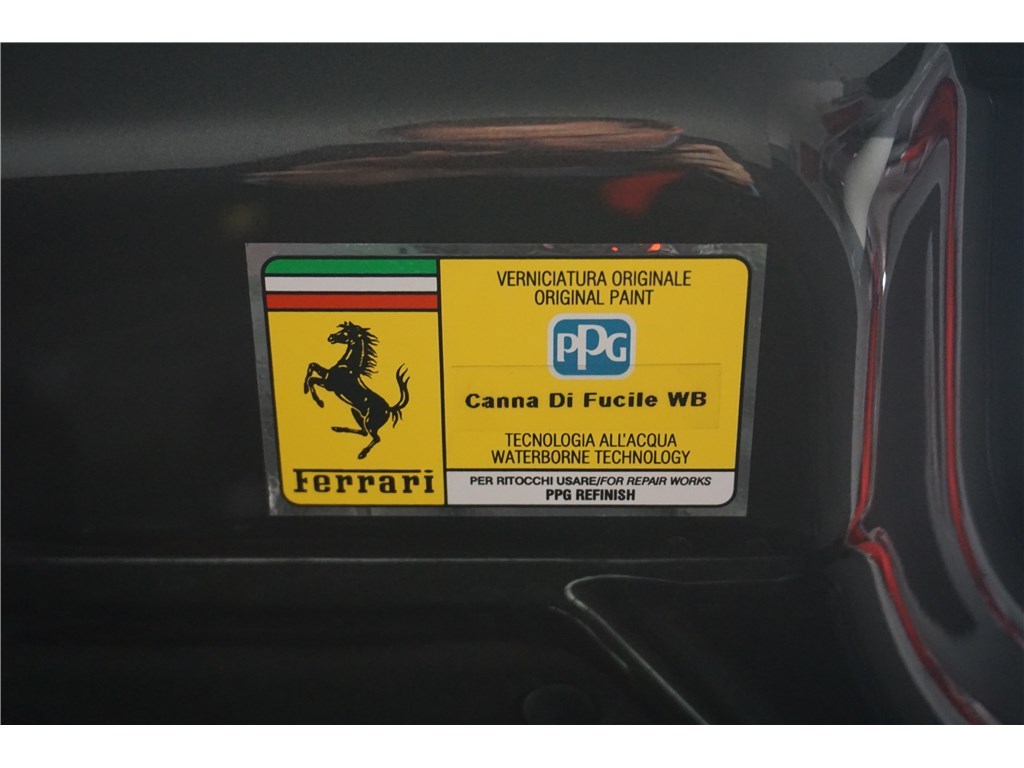 VERNICIATURA ORIGINALE
ORIGINAL PAINT
PPG
Canna Di Fucile WB
TECNOLOGIA ALL'ACQUA
WATERBORNE TECHNOLOGY
PER RITOCCHI USARE/FOR REPAIR WORKS
PPG REFINISH
Ferrari